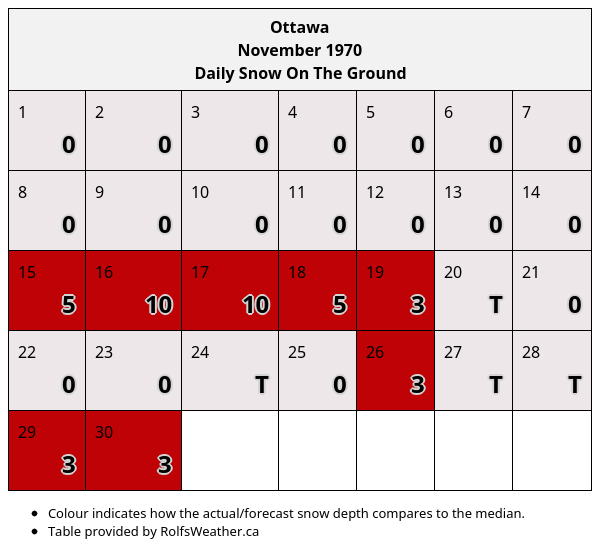 Ottawa
November 1970
Daily Snow On The Ground
1 2 3 4 5 6 7
0 0 0 0 0 0 0
8 9 10 11 12 13 14
0 0 0 0 0 0 0
15 16 17 18 19 20 21
5 10 10 5 3 T 0
22 23 24 25 26 27 28
0 0 T 0 3 T T
29 30
3 3
• Colour indicates how the actual/forecast snow depth compares to the median.
• Table provided by RolfsWeather.ca